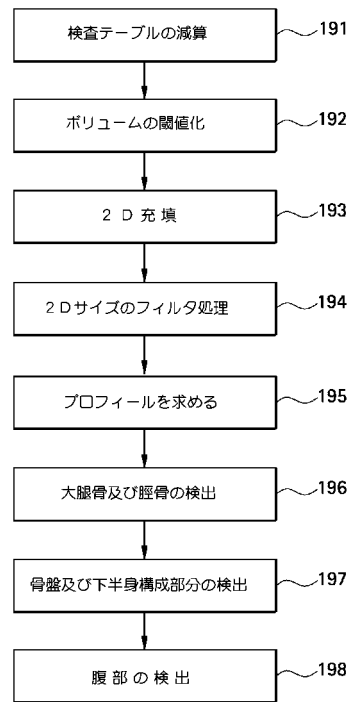 検査テーブルの減算 191
ボリュームの閾値化 192
2D充填 193
2Dサイズのフィルタ処理 194
プロフィールを求める 195
大腿骨及び脛骨の検出 196
骨盤及び下半身構成部分の検出 197
腹部の検出 198